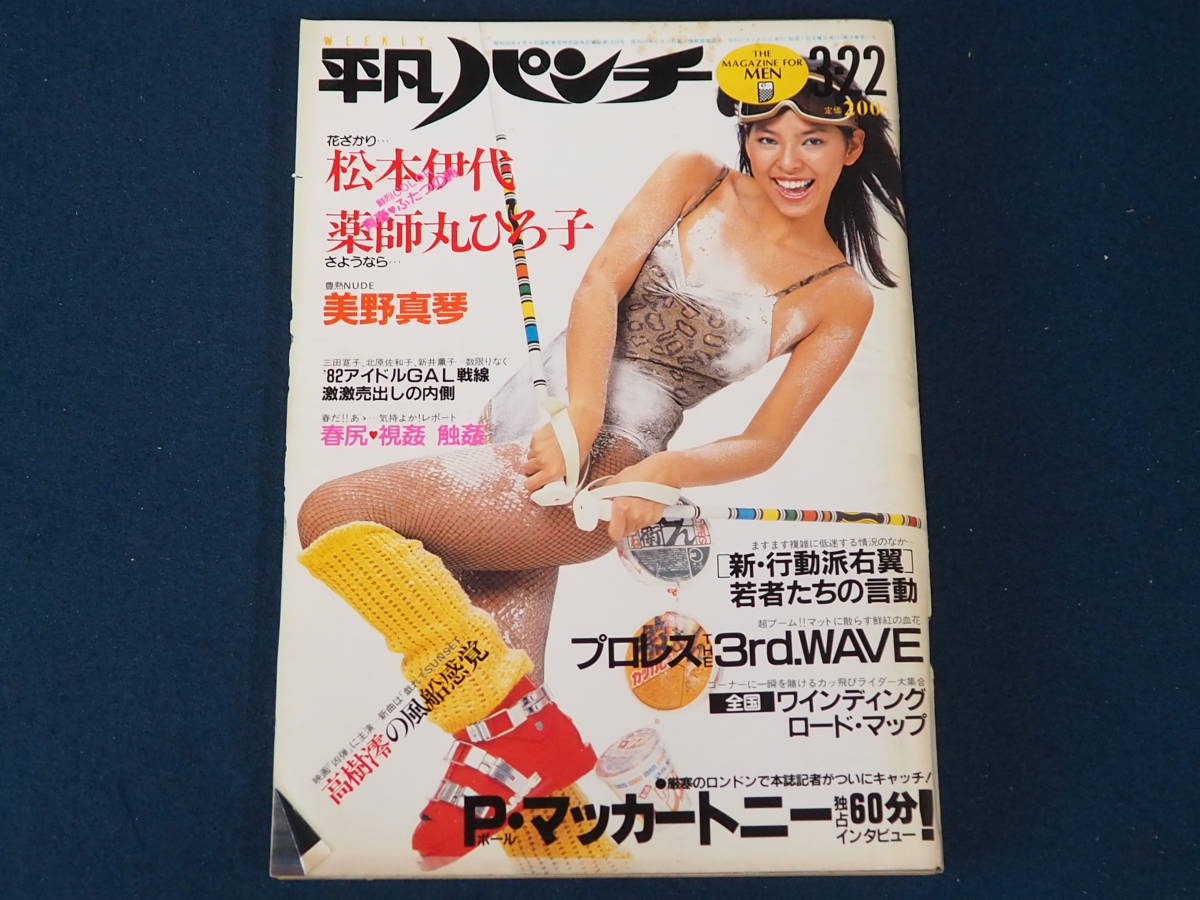 WEEKLY
平凡パンチ
THE
MAGAZINE FOR
MEN
3・22
定価200
花ざかり…
松本伊代
薬師丸ひろ子
さようなら…
豊熟NUDE
美野真琴
三田寛子、北原佐和子、新井薫子…数限りなく
'82アイドルGAL戦線
激激売出しの内側
春だ!!あゝ…気持よか!レポート
春尻♥視姦 触姦
ますます複雑に低迷する情況のなか…
[新・行動派右翼]
若者たちの言動
超ブーム!!マットに散らす鮮紅の血花
プロレスTHE3rd.WAVE
コーナーに一瞬を賭けるカッ飛びライダー大集合
全国 ワインディング
ロード・マップ
高樹澪の風船感覚
●厳寒のロンドンで本誌記者がついにキャッチ!
P・マッカートニー独占60分!
ポール
インタビュー